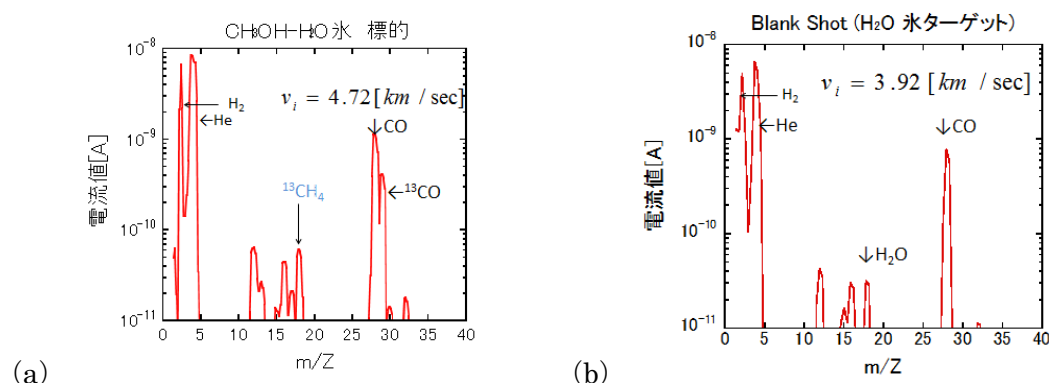 CH3OH-H2O氷 標的
10⁻⁸
10⁻⁹
10⁻¹⁰
10⁻¹¹
電流値[A]
v_i = 4.72 [km / sec]
←H₂
←He
↓CO
←¹³CO
¹³CH₄
↓
0 5 10 15 20 25 30 35 40
m/Z
(a)
Blank Shot (H₂O 氷ターゲット)
10⁻⁸
10⁻⁹
10⁻¹⁰
10⁻¹¹
電流値[A]
v_i = 3.92 [km / sec]
←H₂
←He
↓CO
↓H₂O
0 5 10 15 20 25 30 35 40
m/Z
(b)